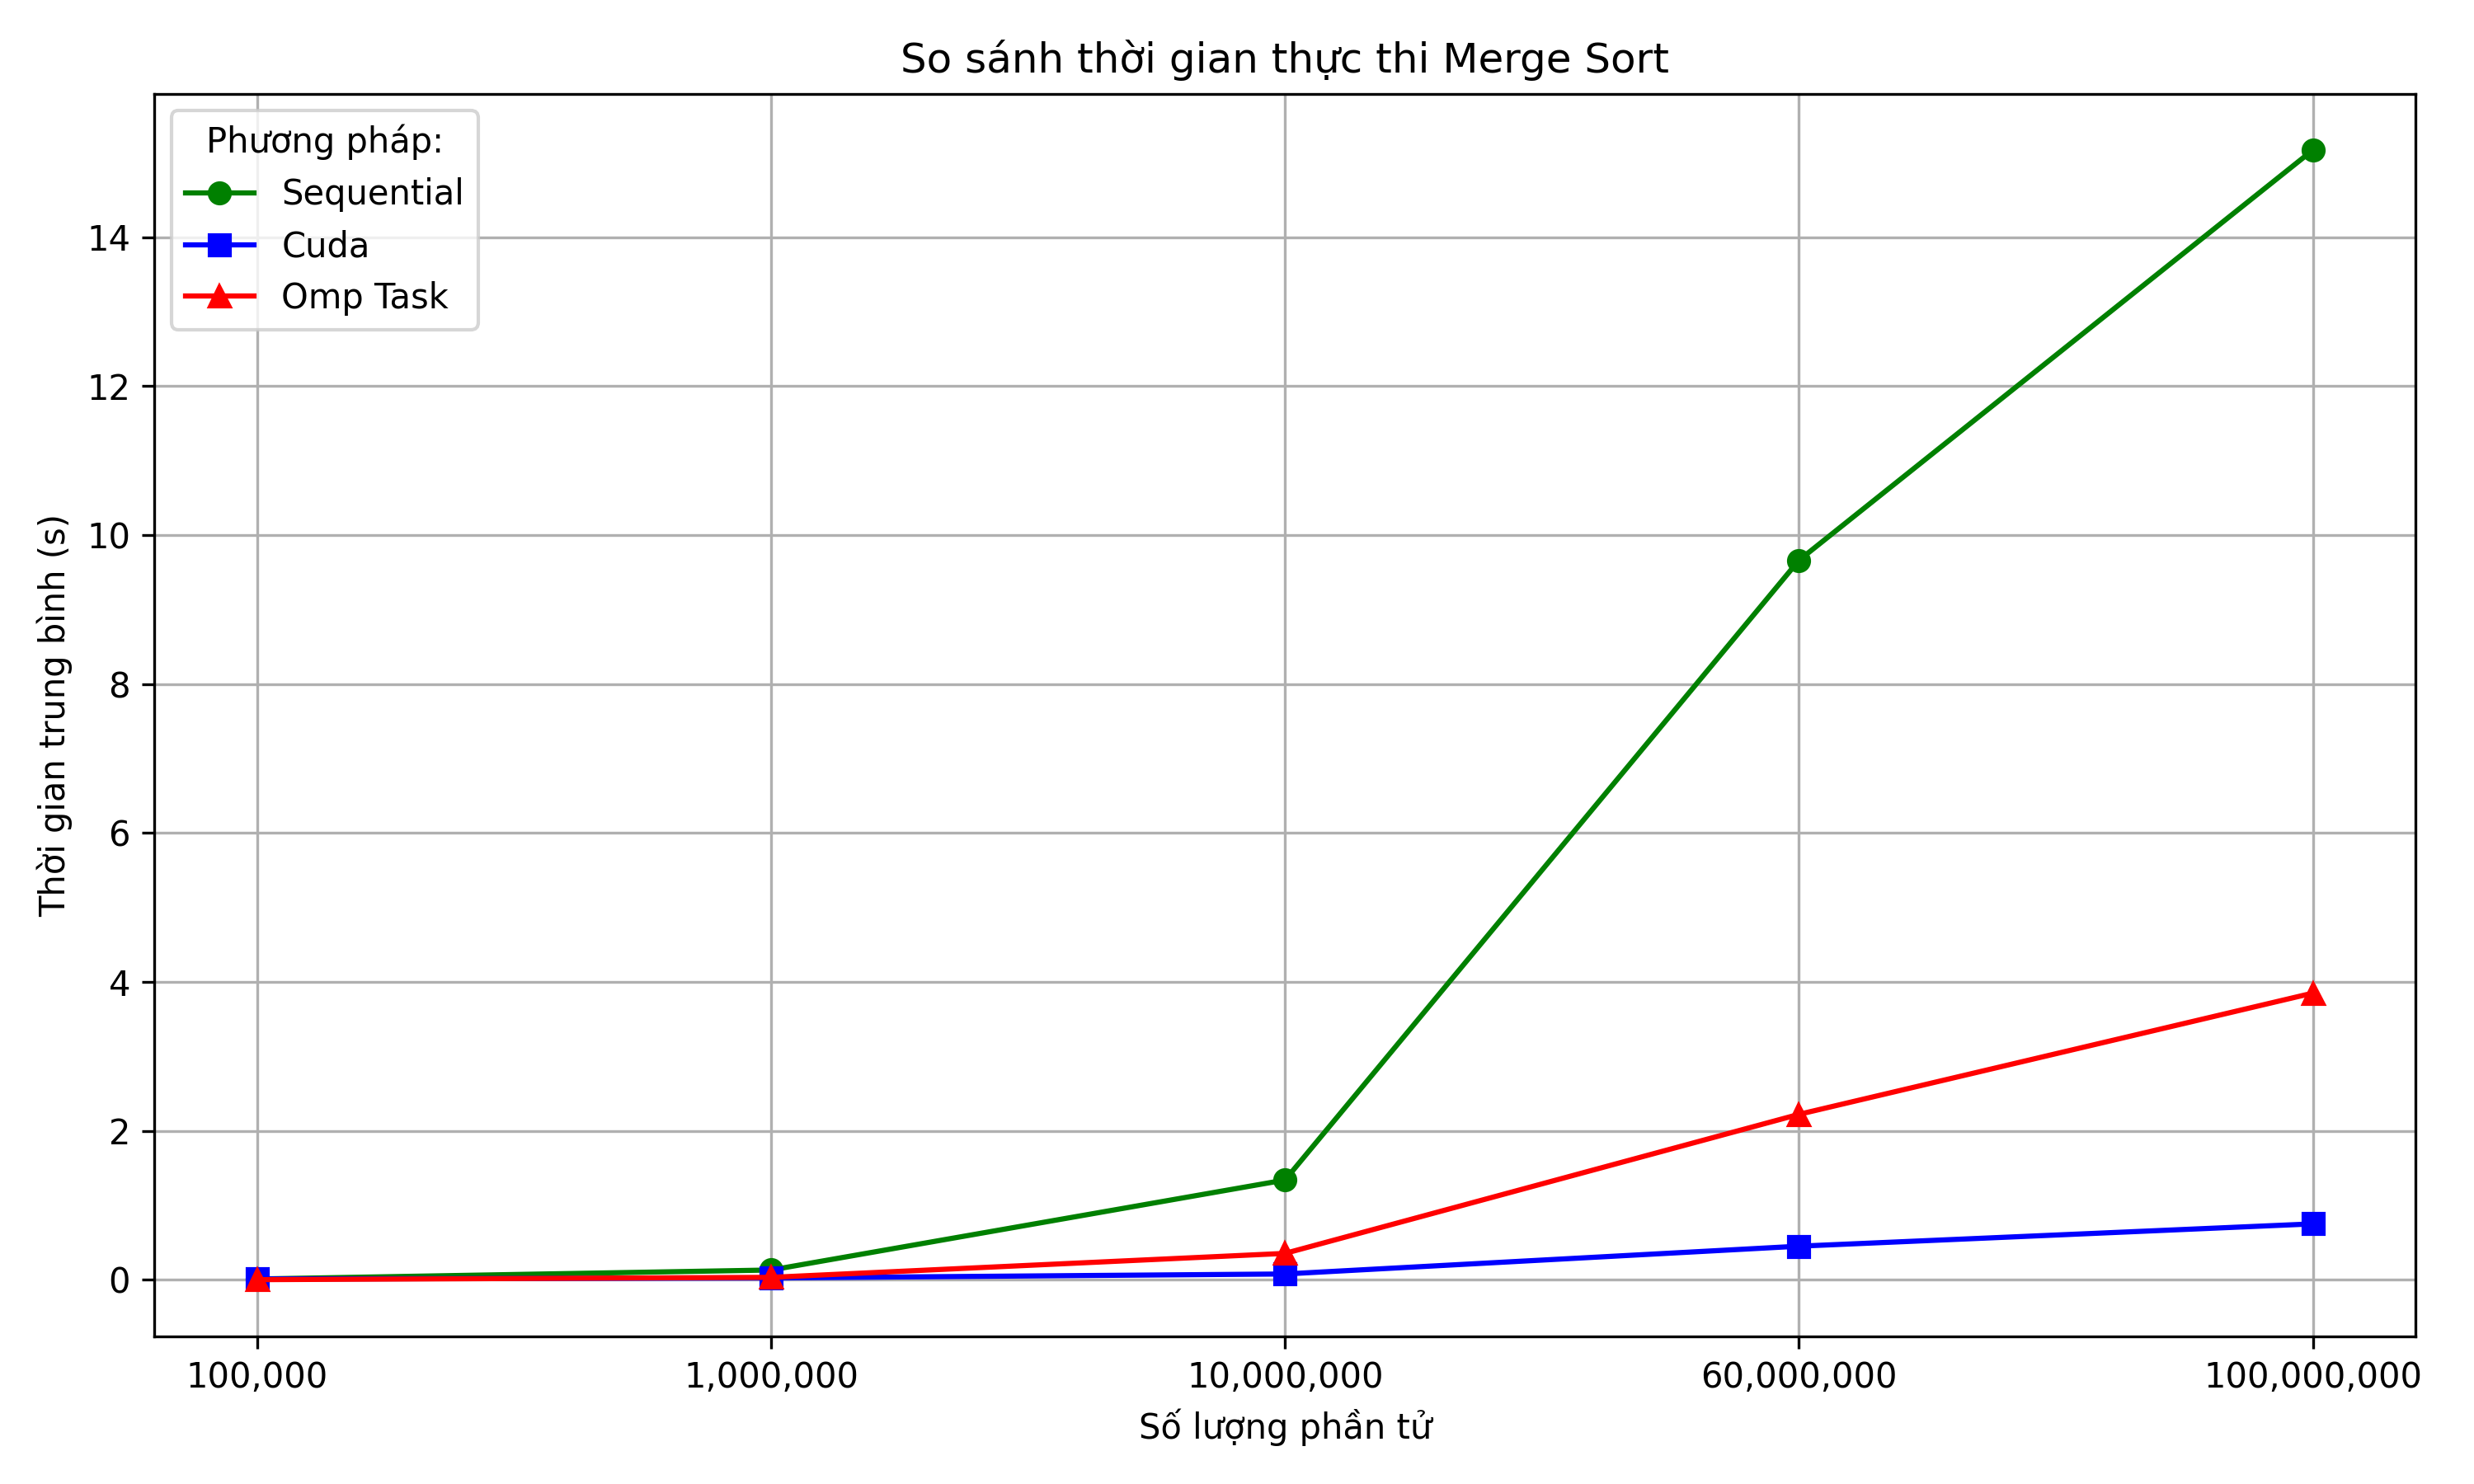 So sánh thời gian thực thi Merge Sort
Phương pháp:
Sequential
Cuda
Omp Task
Thời gian trung bình (s)
14
12
10
8
6
4
2
0
100,000
1,000,000
10,000,000
60,000,000
100,000,000
Số lượng phần tử